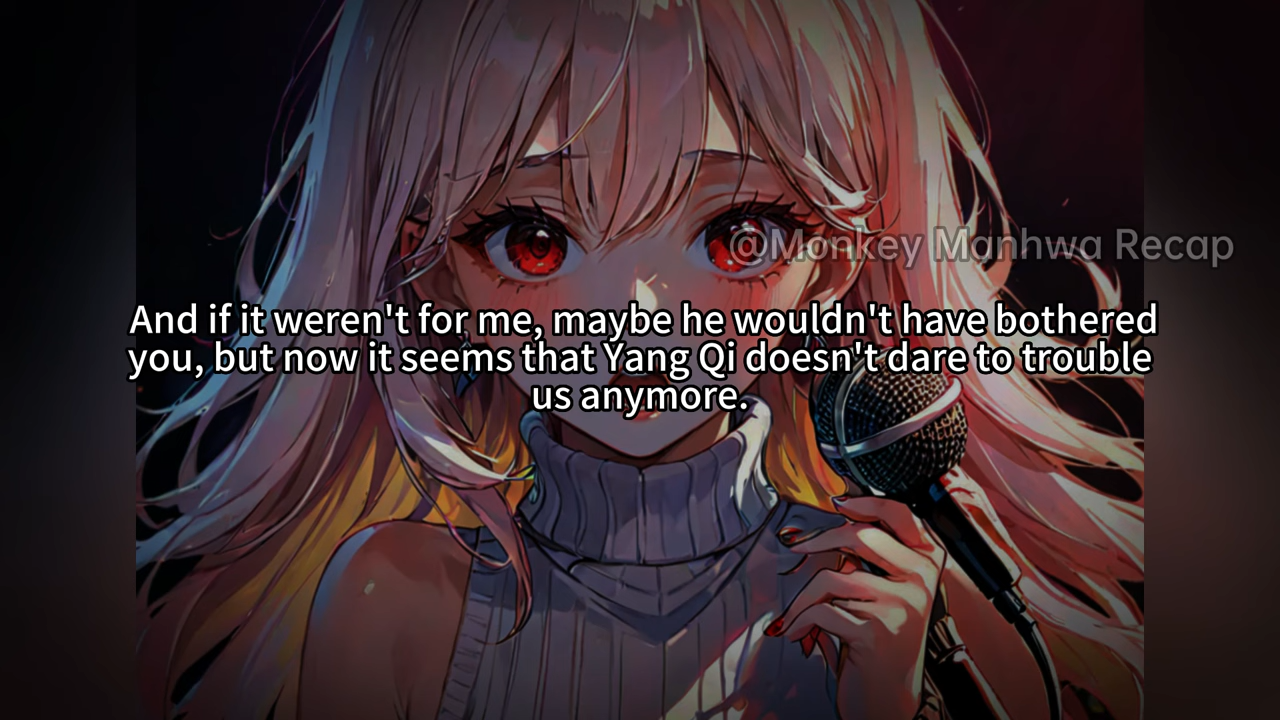 @Monkey Manhwa Recap
And if it weren't for me, maybe he wouldn't have bothered
you, but now it seems that Yang Qi doesn't dare to trouble
us anymore.